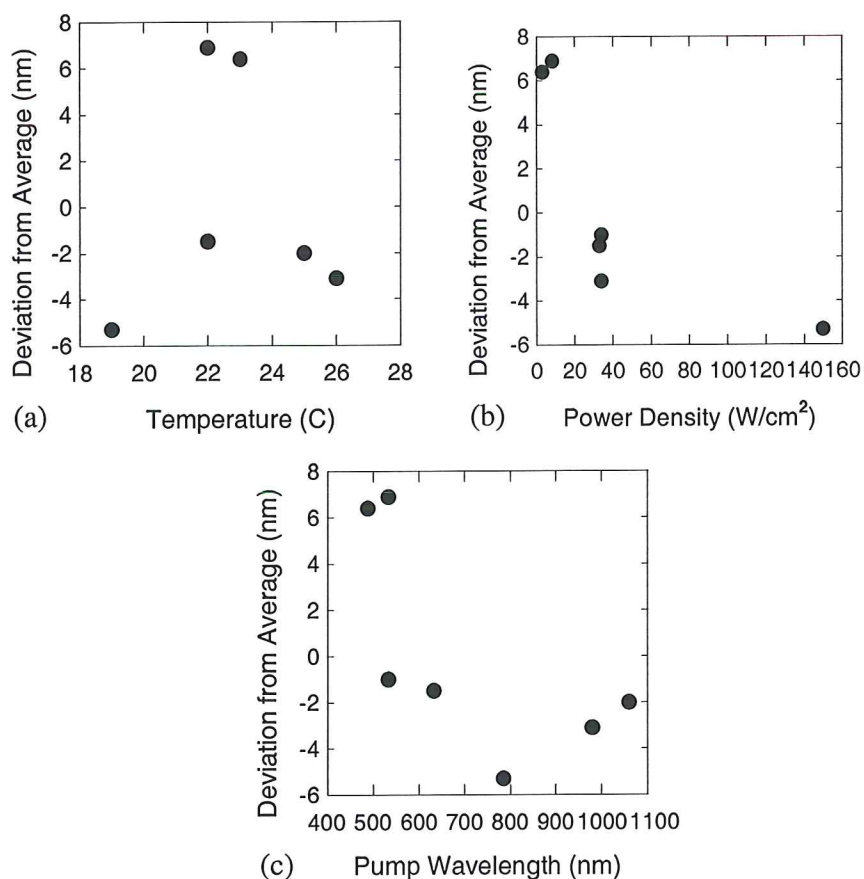 8
6
4
2
0
-2
-4
-6
Deviation from Average (nm)
18 20 22 24 26 28
(a) Temperature (C)
8
6
4
2
0
-2
-4
-6
Deviation from Average (nm)
0 20 40 60 80 100 120 140 160
(b) Power Density (W/cm²)
8
6
4
2
0
-2
-4
-6
Deviation from Average (nm)
400 500 600 700 800 900 1000 1100
(c) Pump Wavelength (nm)